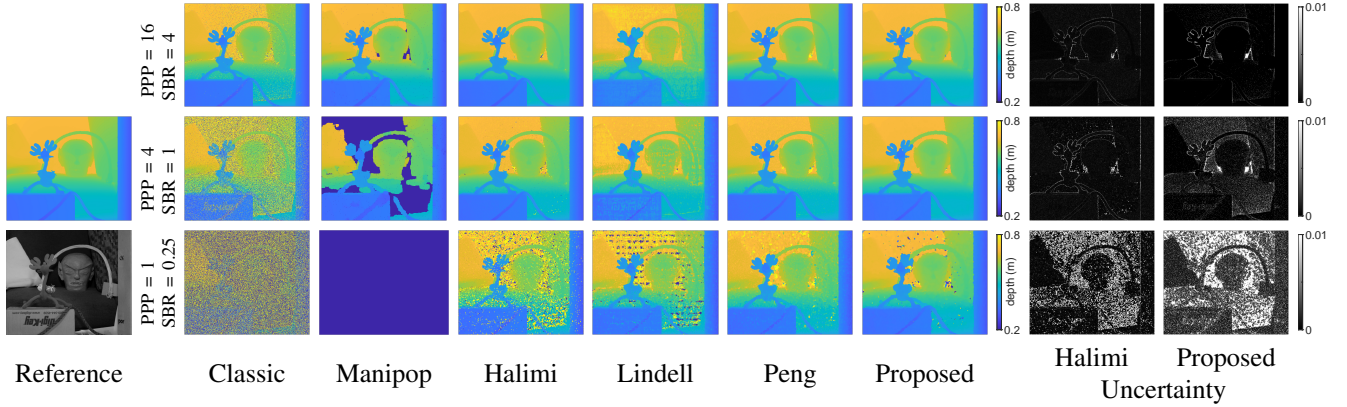 PPP = 16
SBR = 4
0.8
depth (m)
0.2
0.01
0
PPP = 4
SBR = 1
0.8
depth (m)
0.2
0.01
0
PPP = 1
SBR = 0.25
0.8
depth (m)
0.2
0.01
0
digi-key
Reference
Classic
Manipop
Halimi
Lindell
Peng
Proposed
Halimi
Proposed
Uncertainty